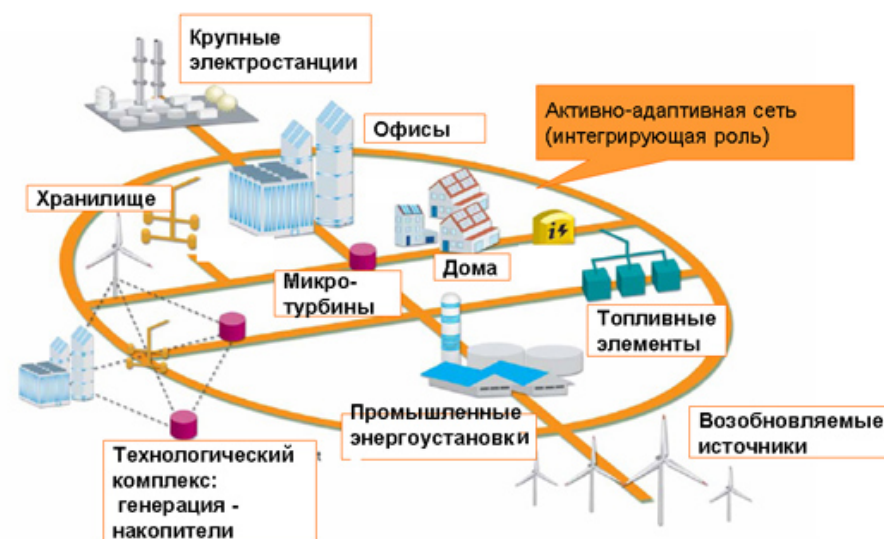 Крупные
электростанции
Активно-адаптивная сеть
(интегрирующая роль)
Офисы
Хранилище
Дома
i
Микро-
турбины
Топливные
элементы
Промышленные
энергоустановки
Возобновляемые
источники
Технологический
комплекс:
генерация -
накопители